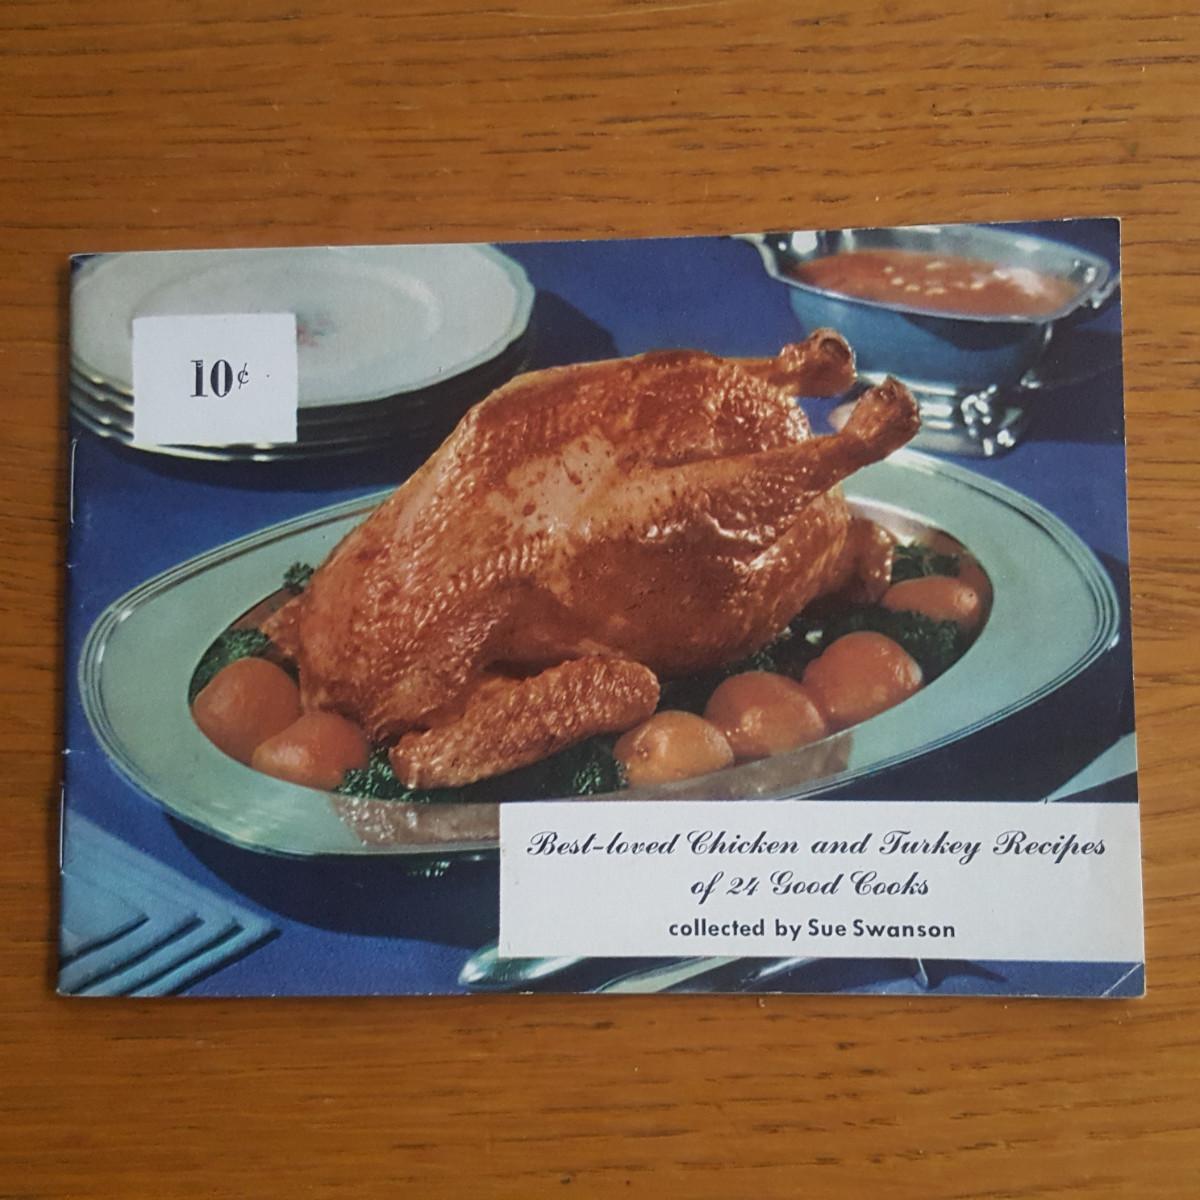 10¢
Best-loved Chicken and Turkey Recipes
of 24 Good Cooks
collected by Sue Swanson